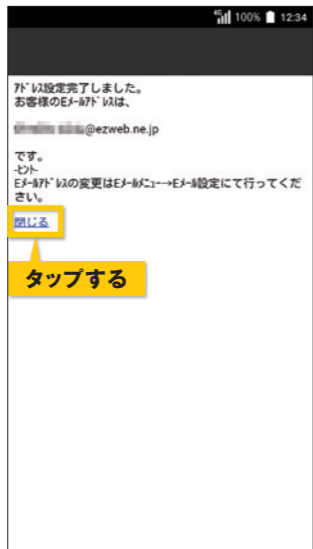 4G 100% 12:34
ｱﾄﾞﾚｽ設定完了しました。
お客様のEﾒｰﾙｱﾄﾞﾚｽは、
@ezweb.ne.jp
です。
-ﾋﾝﾄ-
Eﾒｰﾙｱﾄﾞﾚｽの変更はEﾒｰﾙﾒﾆｭｰ→Eﾒｰﾙ設定にて行ってくだ
さい。
閉じる
タップする